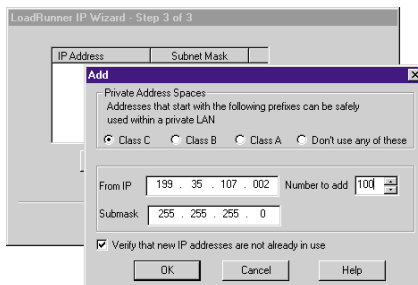 LoadRunner IP Wizard - Step 3 of 3
IP Address Subnet Mask
Add
Private Address Spaces
Addresses that start with the following prefixes can be safely
used within a private LAN
Class C Class B Class A Don't use any of these
From IP 199 . 35 . 107 . 002 Number to add 100
Submask 255 . 255 . 255 . 0
Verify that new IP addresses are not already in use
OK Cancel Help